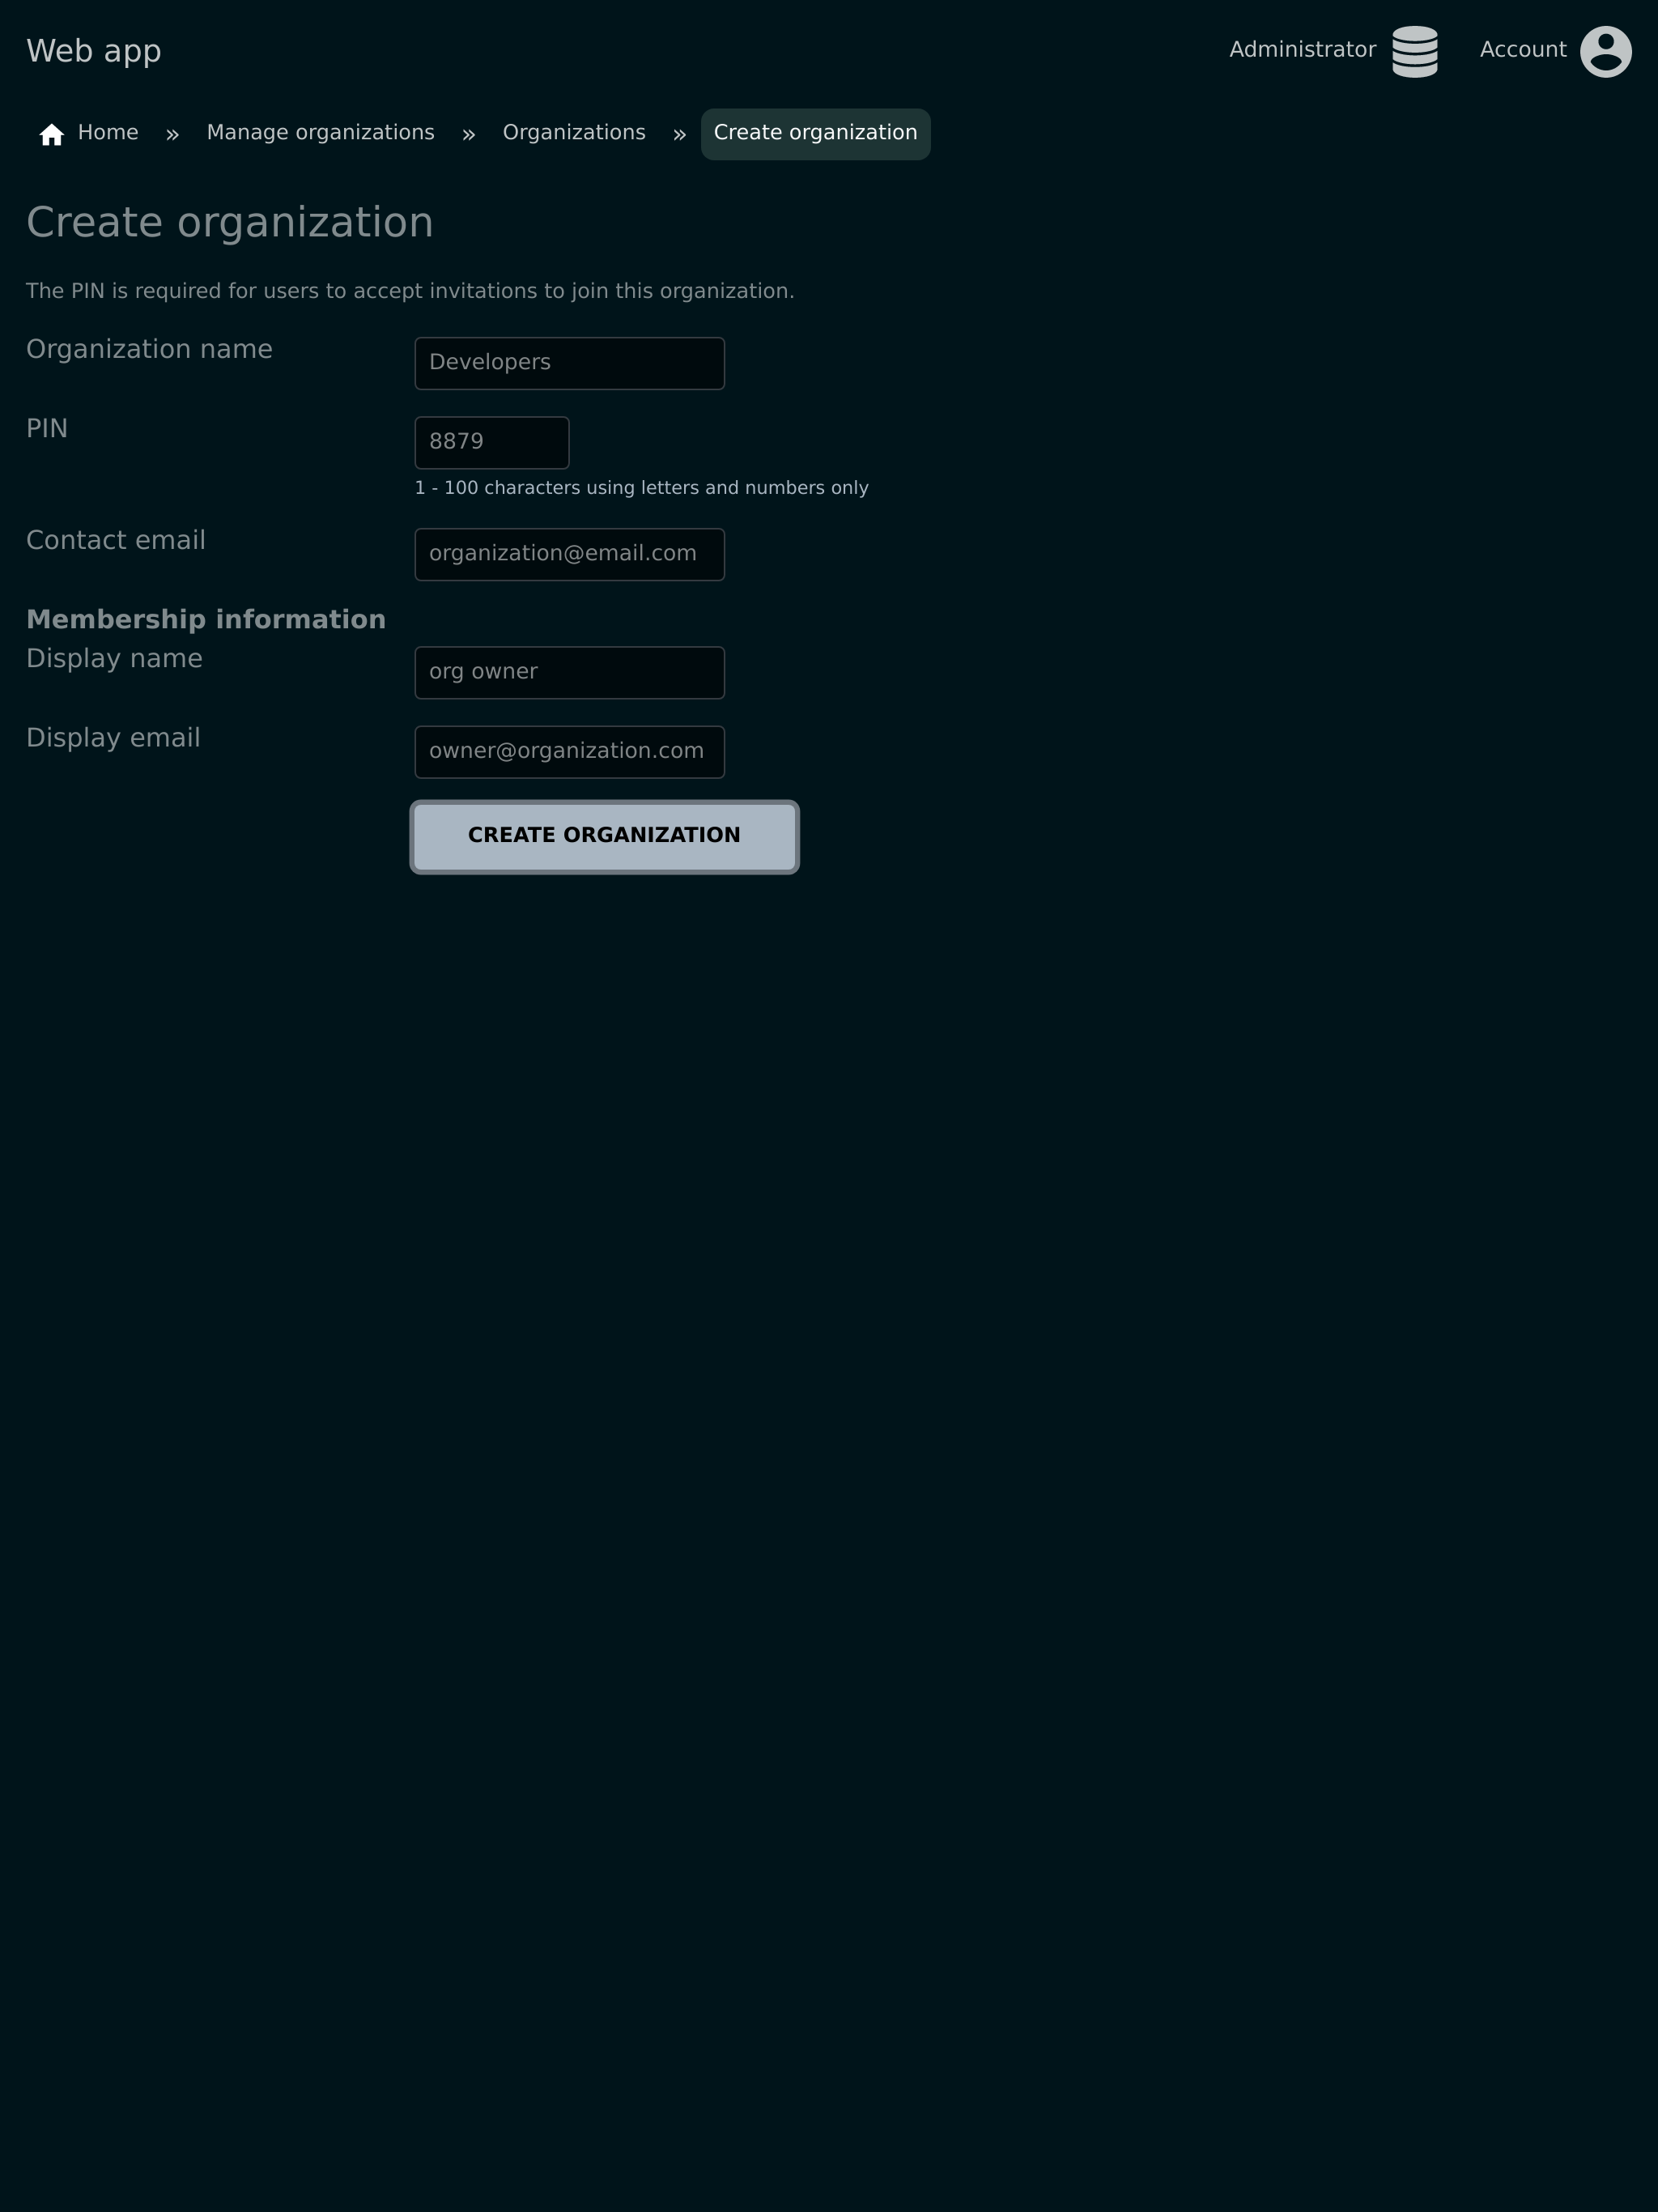 Web app
Administrator
Account
Home » Manage organizations » Organizations » Create organization
Create organization
The PIN is required for users to accept invitations to join this organization.
Organization name
Developers
PIN
8879
1 - 100 characters using letters and numbers only
Contact email
organization@email.com
Membership information
Display name
org owner
Display email
owner@organization.com
CREATE ORGANIZATION